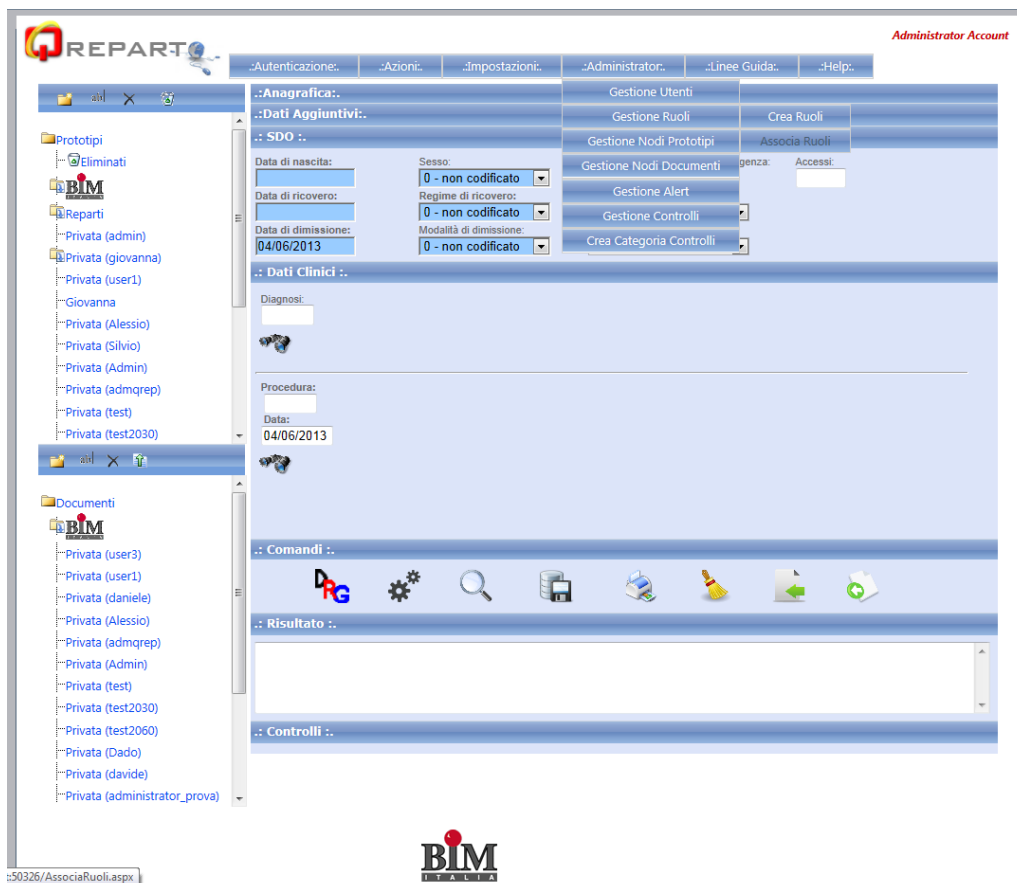 QREPARTO
Administrator Account
.:Autenticazione:. .:Azioni:. .:Impostazioni:. .:Administrator:. .:Linee Guida:. .:Help:.
Gestione Utenti
Gestione Ruoli
Gestione Nodi Prototipi
Gestione Nodi Documenti
Gestione Alert
Gestione Controlli
Crea Categoria Controlli
Crea Ruoli
Associa Ruoli
abl
Prototipi
Eliminati
BIM
ITALIA
Reparti
Privata (admin)
Privata (giovanna)
Privata (user1)
Giovanna
Privata (Alessio)
Privata (Silvio)
Privata (Admin)
Privata (admqrep)
Privata (test)
Privata (test2030)
abl
Documenti
BIM
ITALIA
Privata (user3)
Privata (user1)
Privata (daniele)
Privata (Alessio)
Privata (admqrep)
Privata (Admin)
Privata (test)
Privata (test2030)
Privata (test2060)
Privata (Dado)
Privata (davide)
Privata (administrator_prova)
.:Anagrafica:.
.:Dati Aggiuntivi:.
.: SDO :.
Data di nascita: Sesso: genza: Accessi:
0 - non codificato
Data di ricovero: Regime di ricovero:
0 - non codificato
Data di dimissione: Modalità di dimissione:
04/06/2013 0 - non codificato
.: Dati Clinici :.
Diagnosi:
Procedura:
Data:
04/06/2013
.: Comandi :.
DRG
.: Risultato :.
.: Controlli :.
BIM
ITALIA
:50326/AssociaRuoli.aspx